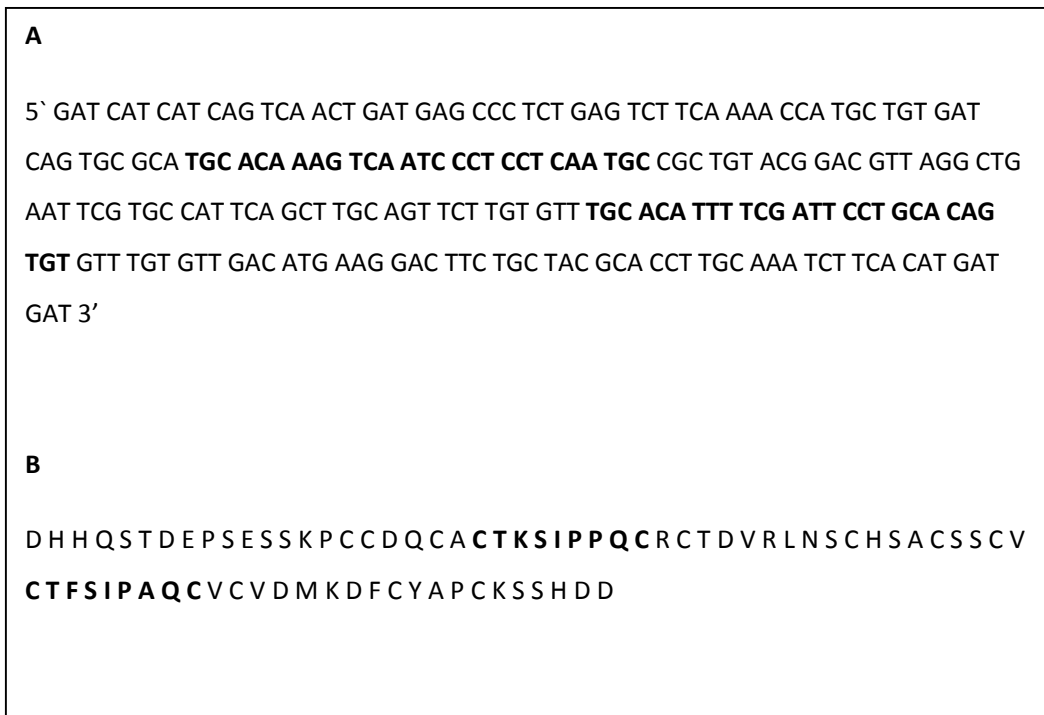 A
5` GAT CAT CAT CAG TCA ACT GAT GAG CCC TCT GAG TCT TCA AAA CCA TGC TGT GAT
CAG TGC GCA TGC ACA AAG TCA ATC CCT CCT CAA TGC CGC TGT ACG GAC GTT AGG CTG
AAT TCG TGC CAT TCA GCT TGC AGT TCT TGT GTT TGC ACA TTT TCG ATT CCT GCA CAG
TGT GTT TGT GTT GAC ATG AAG GAC TTC TGC TAC GCA CCT TGC AAA TCT TCA CAT GAT
GAT 3’
B
D H H Q S T D E P S E S S K P C C D Q C A C T K S I P P Q C R C T D V R L N S C H S A C S S C V
C T F S I P A Q C V C V D M K D F C Y A P C K S S H D D